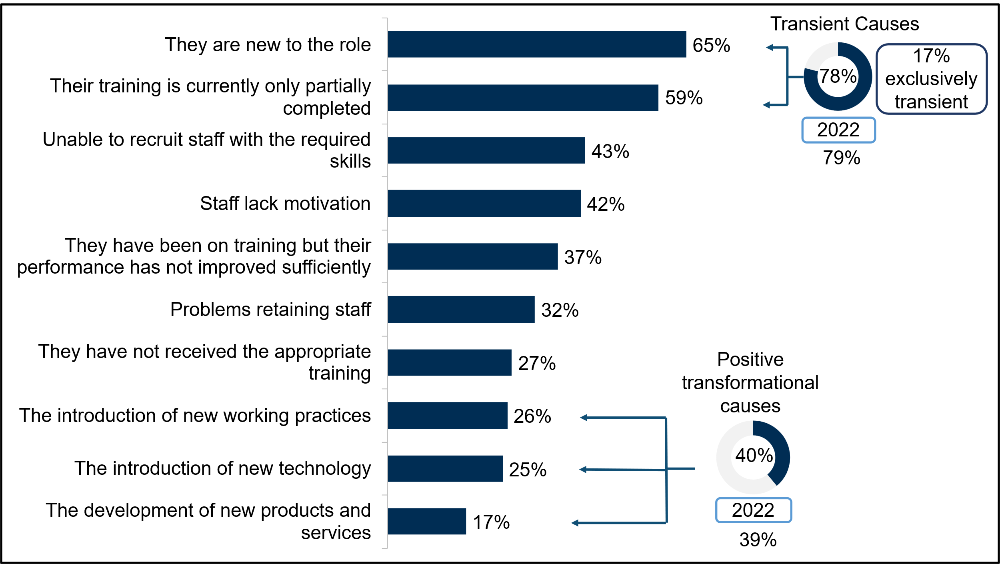 Transient Causes
They are new to the role
65%
78%
17%
exclusively
transient
Their training is currently only partially
completed
59%
2022
79%
Unable to recruit staff with the required
skills
43%
Staff lack motivation
42%
They have been on training but their
performance has not improved sufficiently
37%
Problems retaining staff
32%
They have not received the appropriate
training
27%
Positive
transformational
causes
The introduction of new working practices
26%
40%
The introduction of new technology
25%
2022
39%
The development of new products and
services
17%